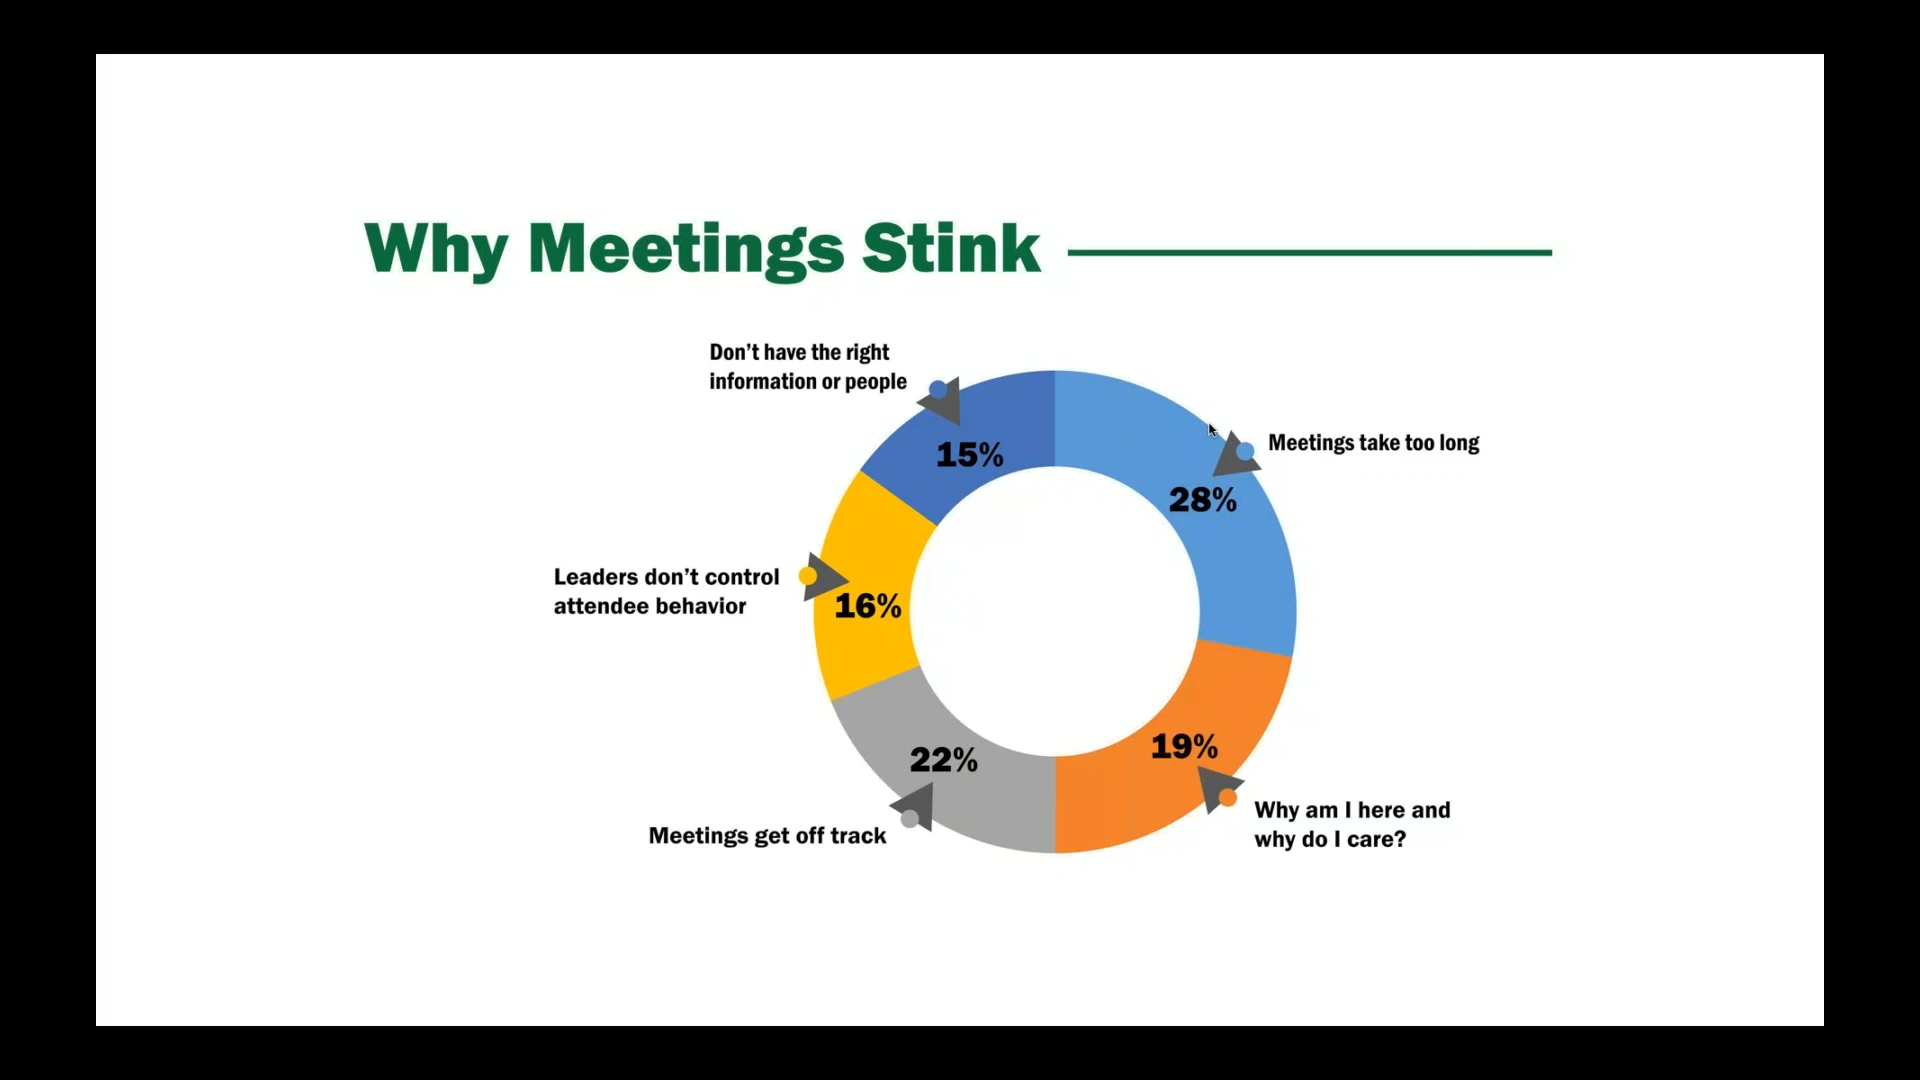 Why Meetings Stink
Don’t have the right
information or people
15%
Meetings take too long
28%
Leaders don’t control
attendee behavior
16%
19%
22%
Why am I here and
why do I care?
Meetings get off track